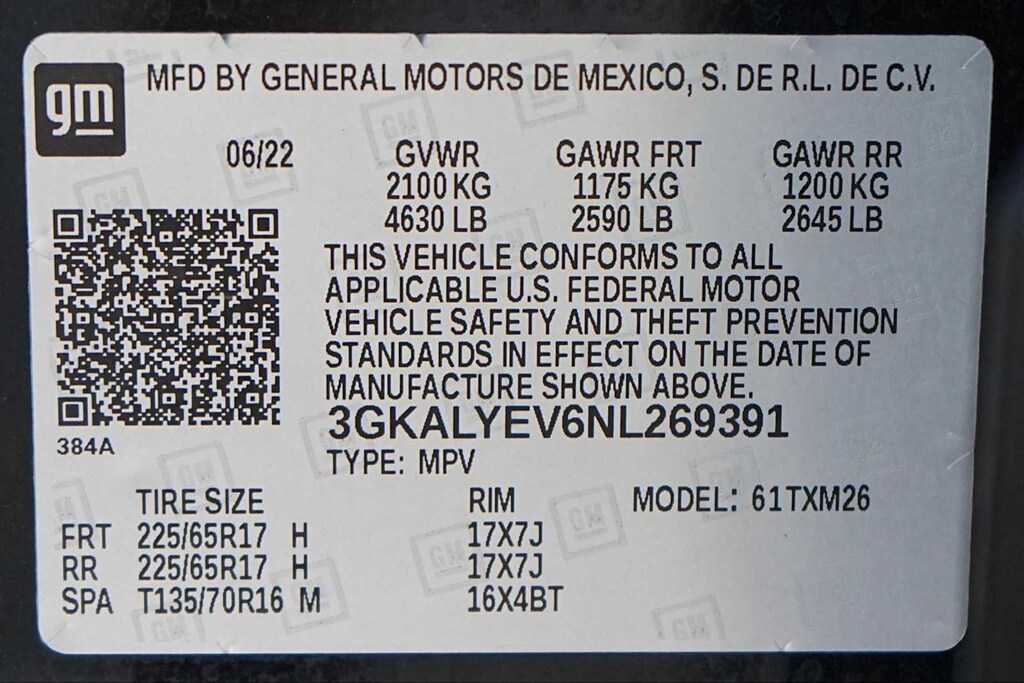 gm
MFD BY GENERAL MOTORS DE MEXICO, S. DE R.L. DE C.V.
06/22 GVWR GAWR FRT GAWR RR
2100 KG 1175 KG 1200 KG
4630 LB 2590 LB 2645 LB
THIS VEHICLE CONFORMS TO ALL
APPLICABLE U.S. FEDERAL MOTOR
VEHICLE SAFETY AND THEFT PREVENTION
STANDARDS IN EFFECT ON THE DATE OF
MANUFACTURE SHOWN ABOVE.
3GKALYEV6NL269391
384A
TYPE: MPV
TIRE SIZE RIM MODEL: 61TXM26
FRT 225/65R17 H 17X7J
RR 225/65R17 H 17X7J
SPA T135/70R16 M 16X4BT